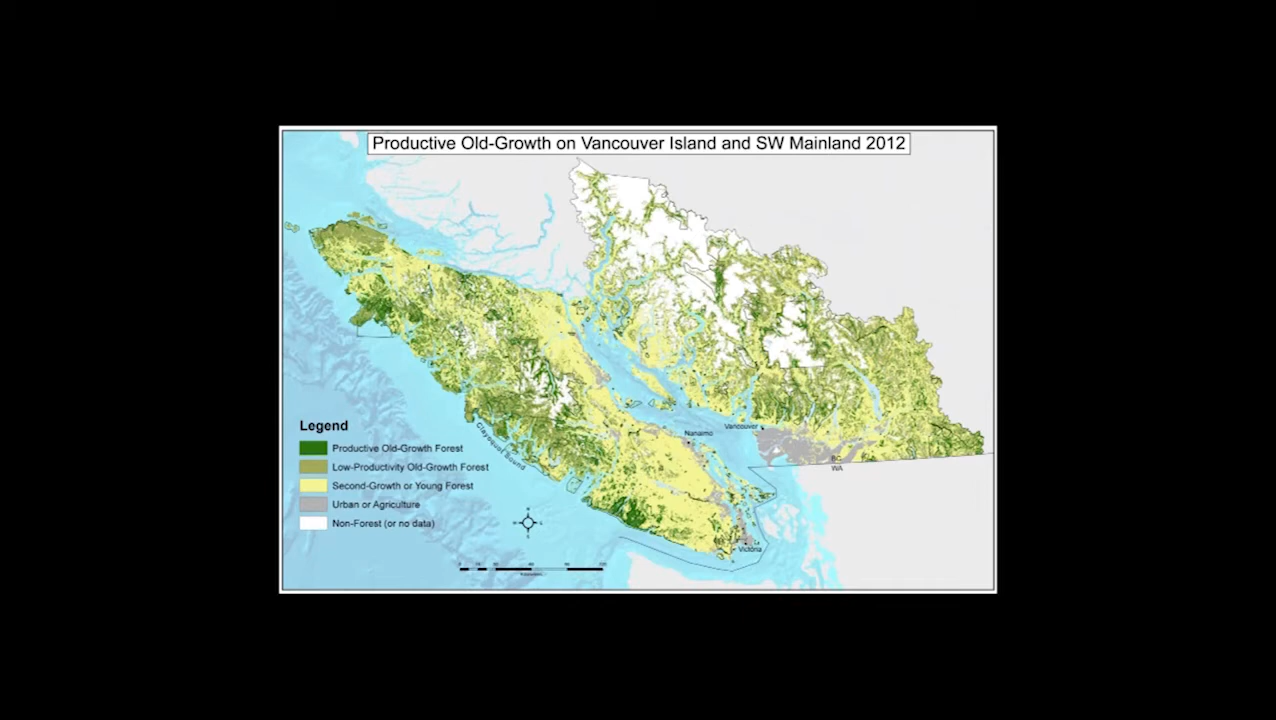 Productive Old-Growth on Vancouver Island and SW Mainland 2012
Vancouver
Nanaimo
BC
WA
Clayoquot Sound
Victoria
Legend
Productive Old-Growth Forest
Low-Productivity Old-Growth Forest
Second-Growth or Young Forest
Urban or Agriculture
Non-Forest (or no data)